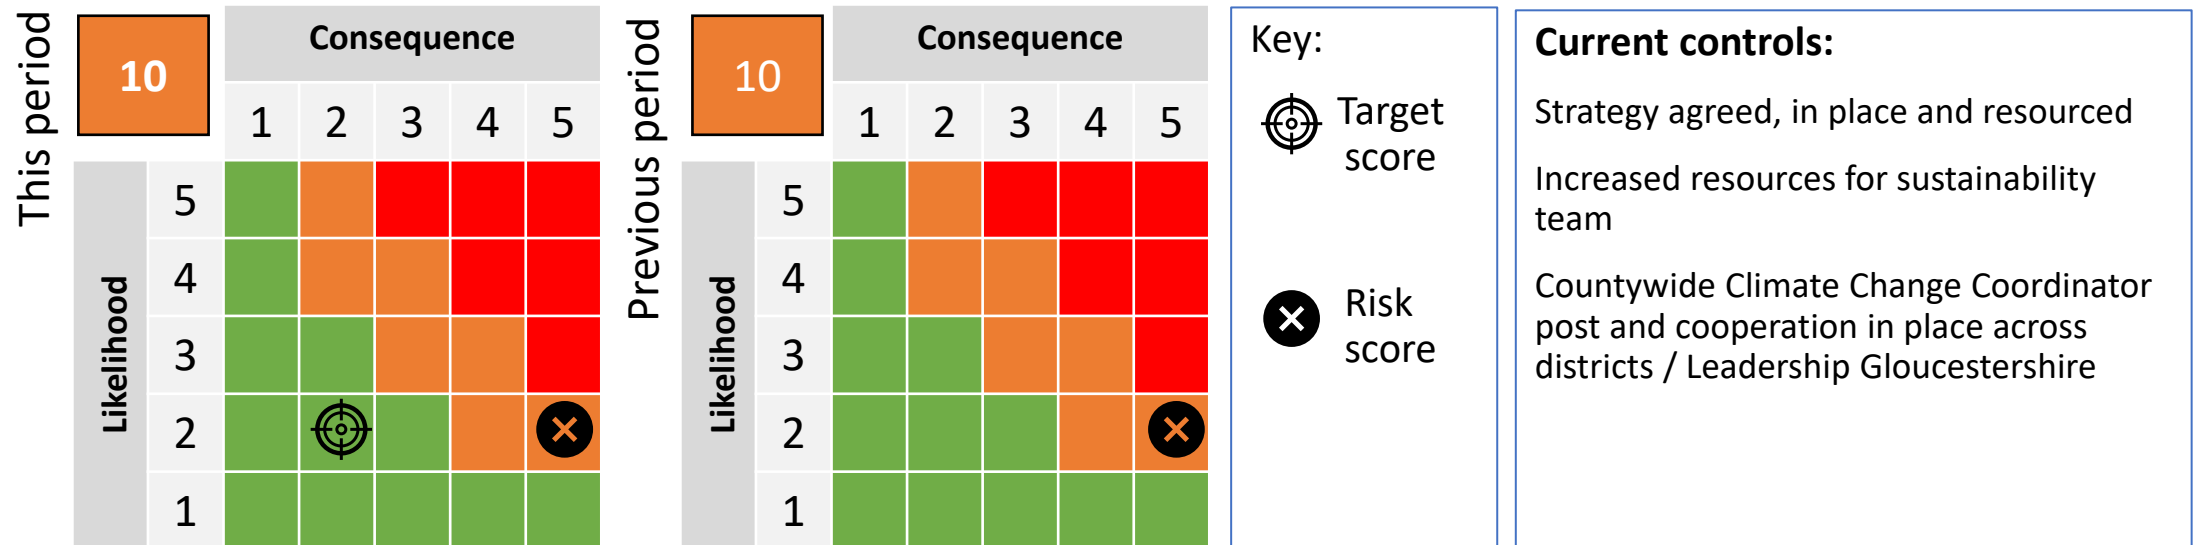 This period
10
Consequence
1 2 3 4 5
Likelihood
5
4
3
2
1
Previous period
10
Consequence
1 2 3 4 5
Likelihood
5
4
3
2
1
Key:
Target
score
Risk
score
Current controls:
Strategy agreed, in place and resourced
Increased resources for sustainability
team
Countywide Climate Change Coordinator
post and cooperation in place across
districts / Leadership Gloucestershire